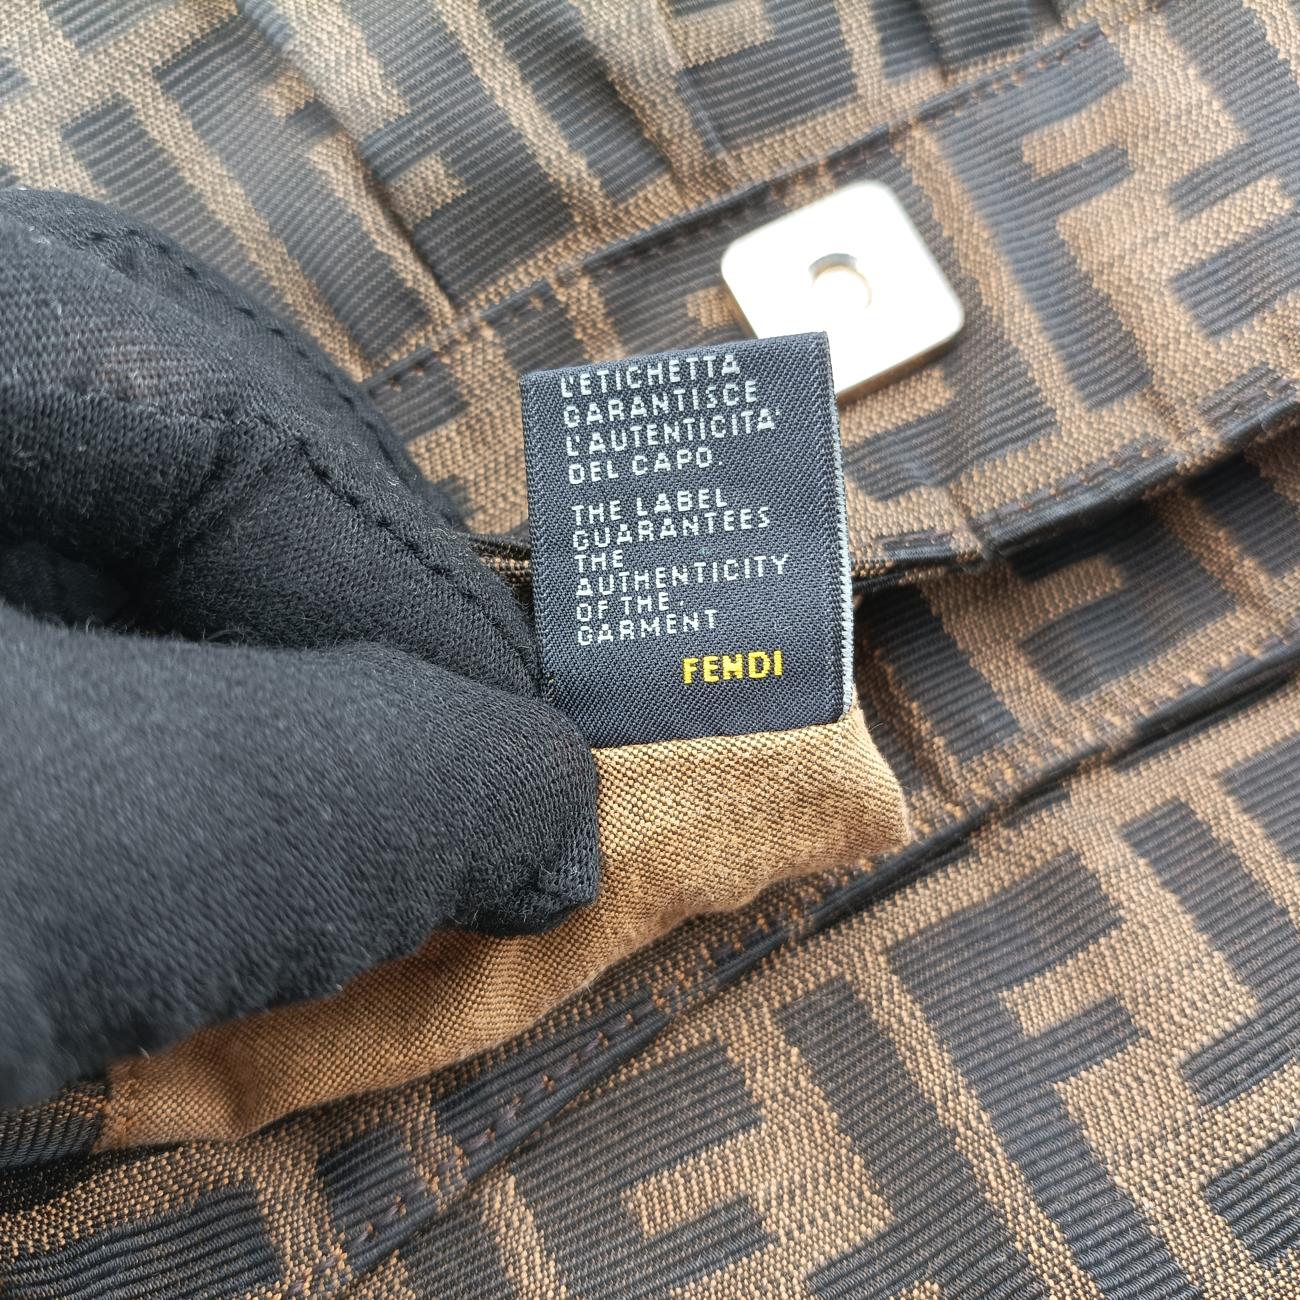 L'ETICHETTA
GARANTISCE
L'AUTENTICITA'
DEL CAPO.
THE LABEL
GUARANTEES
THE
AUTHENTICITY
OF THE
GARMENT
FENDI